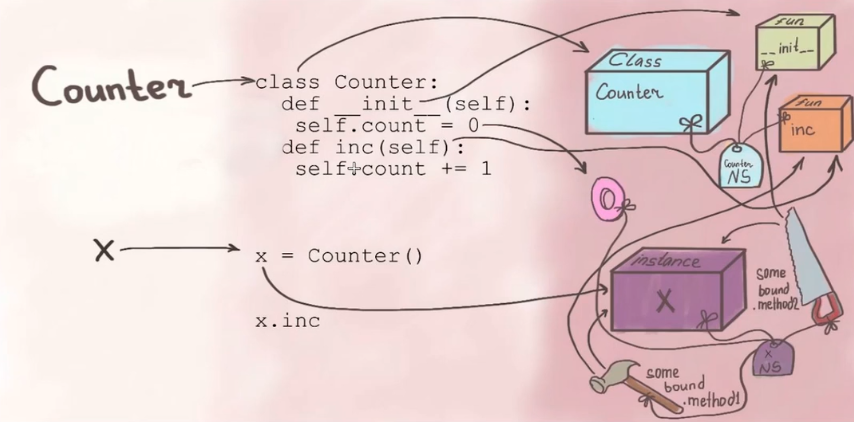 Counter
class Counter:
def __init__(self):
self.count = 0
def inc(self):
self.count += 1
x
x = Counter()
x.inc
Class
Counter
fun
__init__
fun
inc
Counter
NS
instance
X
some
bound
.method2
x
NS
some
bound
.method1